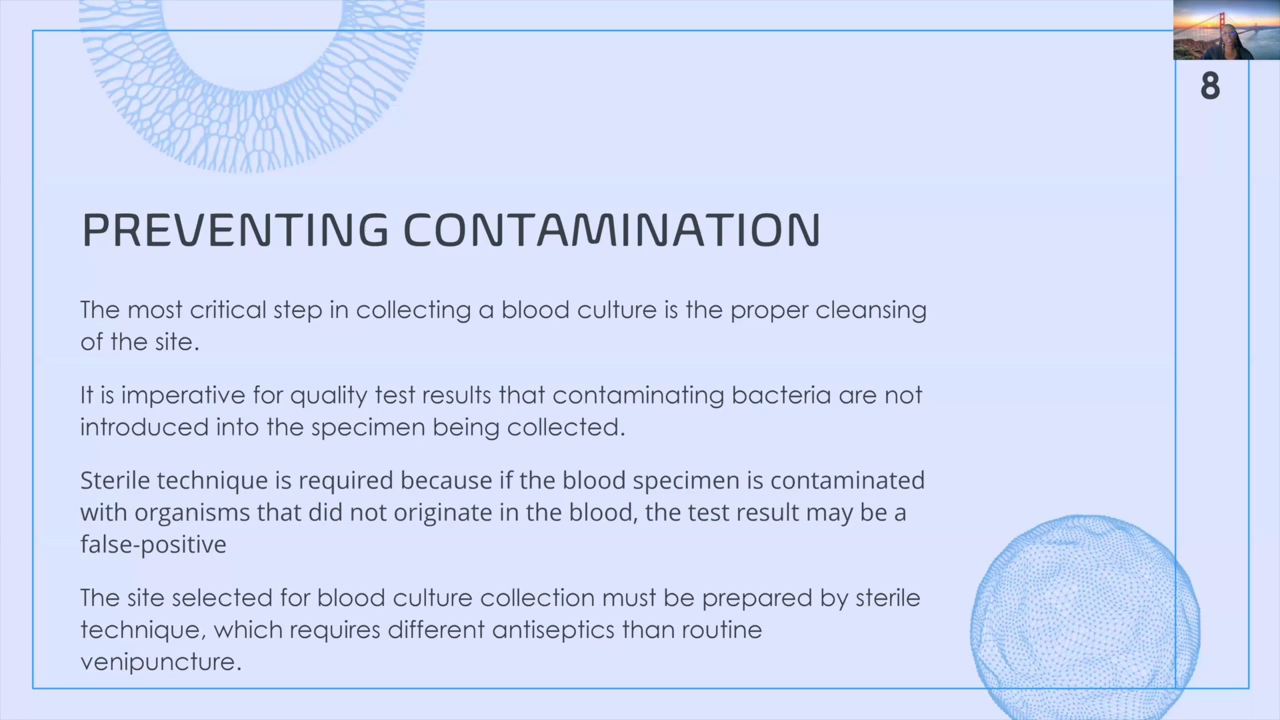 8
PREVENTING CONTAMINATION
The most critical step in collecting a blood culture is the proper cleansing
of the site.
It is imperative for quality test results that contaminating bacteria are not
introduced into the specimen being collected.
Sterile technique is required because if the blood specimen is contaminated
with organisms that did not originate in the blood, the test result may be a
false-positive
The site selected for blood culture collection must be prepared by sterile
technique, which requires different antiseptics than routine
venipuncture.